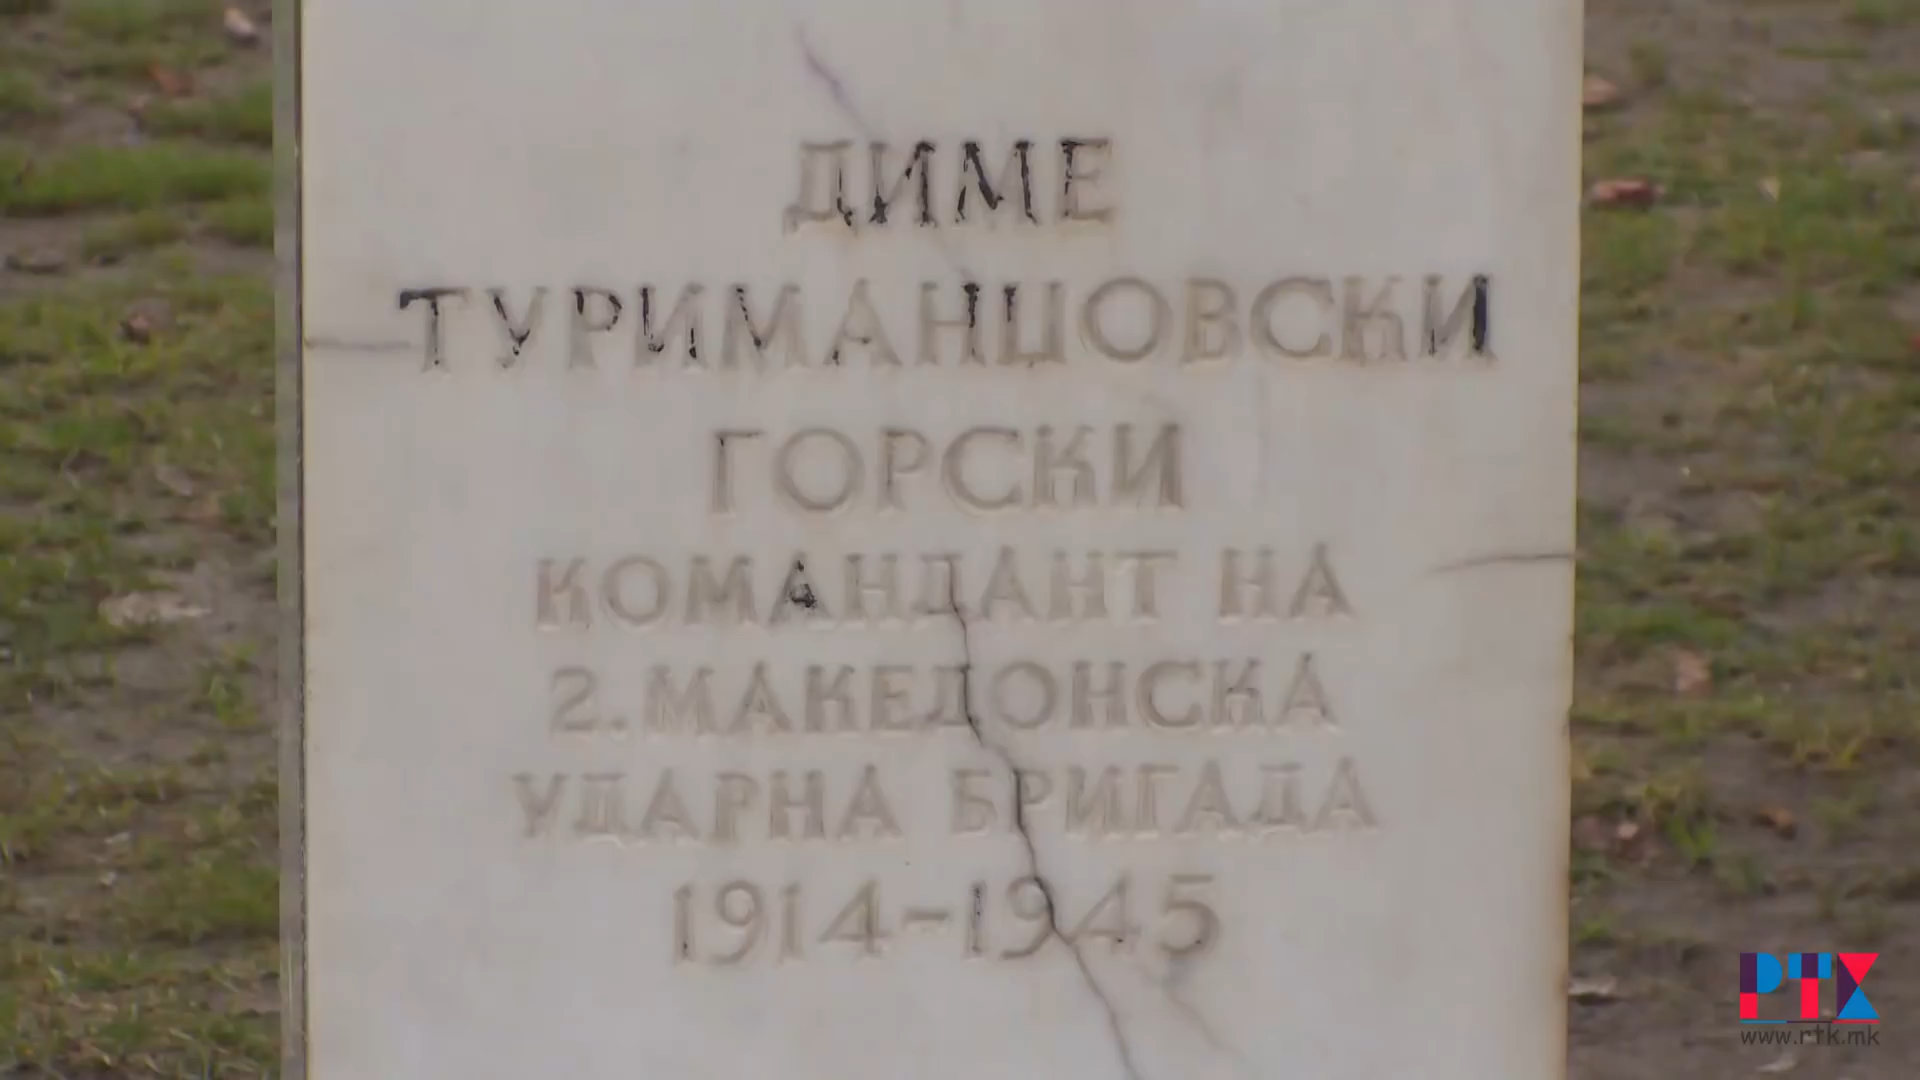 ДИМЕ
ТУРИМАНЏОВСКИ
ГОРСКИ
КОМАНДАНТ НА
2. МАКЕДОНСКА
УДАРНА БРИГАДА
1914-1945
РТК
www.rtk.mk